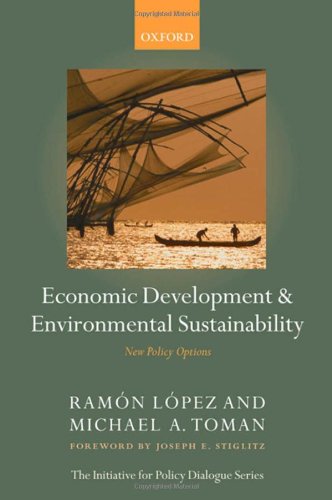 OXFORD
Economic Development &
Environmental Sustainability
New Policy Options
RAMÓN LÓPEZ AND
MICHAEL A. TOMAN
FOREWORD BY JOSEPH E. STIGLITZ
The Initiative for Policy Dialogue Series